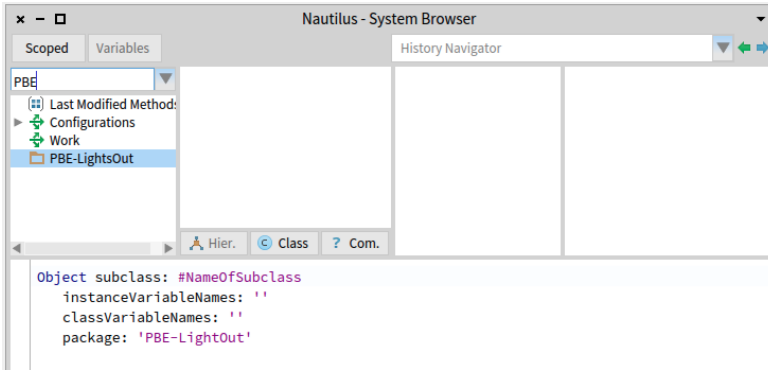 Nautilus - System Browser
Scoped Variables History Navigator
PBE
Last Modified Methods
Configurations
Work
PBE-LightsOut
Hier. Class ? Com.
Object subclass: #NameOfSubclass
instanceVariableNames: ''
classVariableNames: ''
package: 'PBE-LightOut'